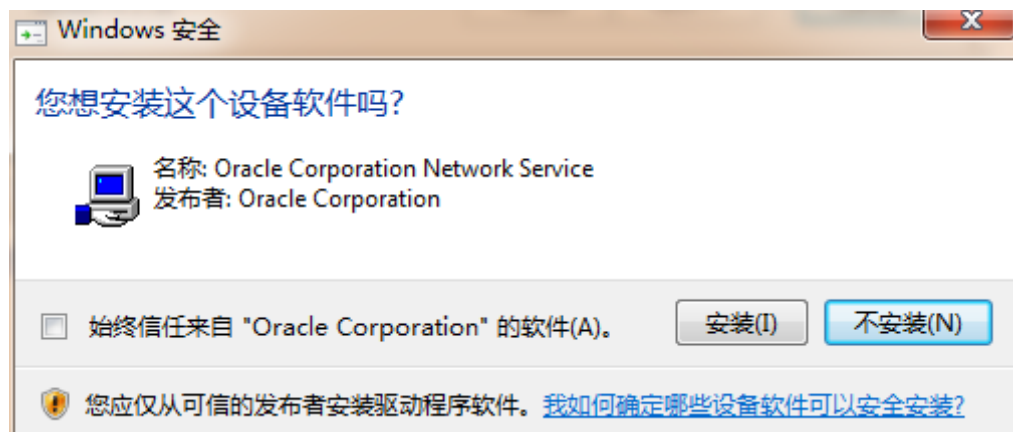 Windows 安全
您想安装这个设备软件吗?
名称: Oracle Corporation Network Service
发布者: Oracle Corporation
始终信任来自 "Oracle Corporation" 的软件(A)。
安装(I)
不安装(N)
您应仅从可信的发布者安装驱动程序软件。我如何确定哪些设备软件可以安全安装?